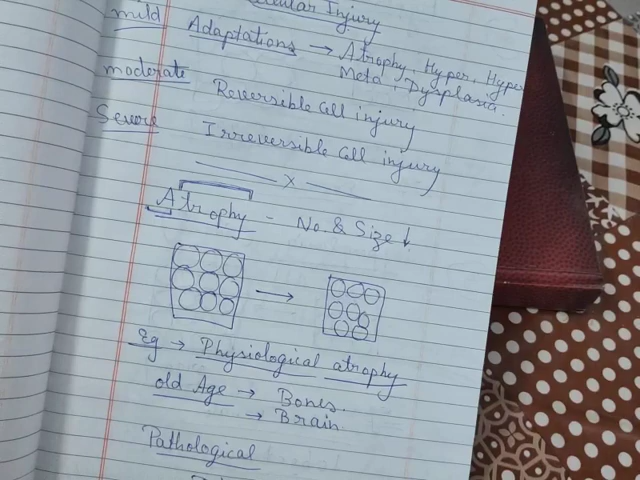 Injury
mild Adaptations → Atrophy, Hyper, Hyper
Meta, Dysplasia.
moderate Reversible Cell injury
Severe Irreversible Cell injury
x
Atrophy - No. & Size ↓
Eg → Physiological atrophy
old Age → Bones.
→ Brain
Pathological